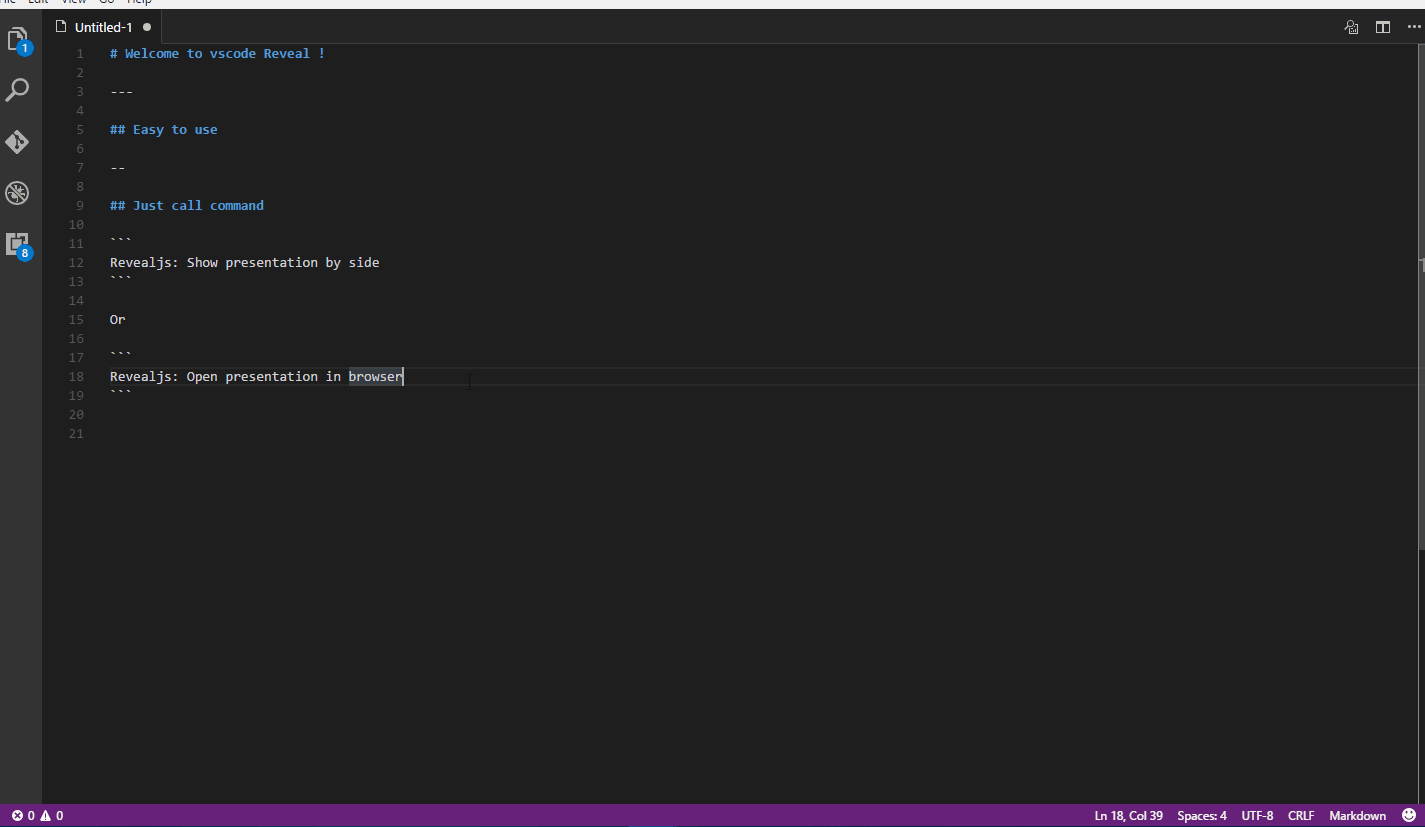 File Edit View Go Help
Untitled-1
1
1 # Welcome to vscode Reveal !
2
3 ---
4
5 ## Easy to use
6
7 --
8
9 ## Just call command
10
11 ```
12 Revealjs: Show presentation by side
13 ```
14
15 Or
16
17 ```
18 Revealjs: Open presentation in browser
19 ```
20
21
8
0 0 Ln 18, Col 39 Spaces: 4 UTF-8 CRLF Markdown